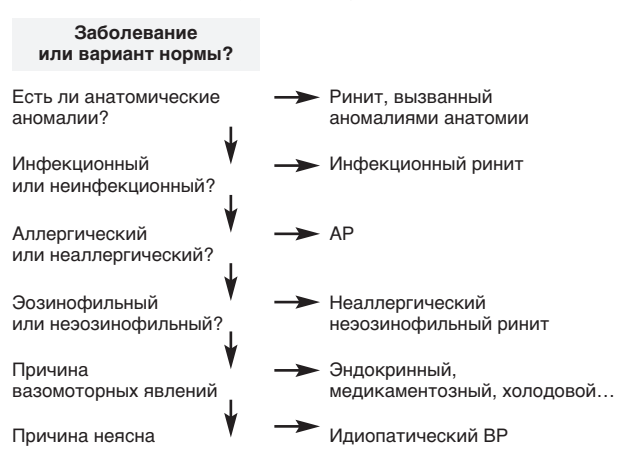 Заболевание
или вариант нормы?
Есть ли анатомические
аномалии?
Ринит, вызванный
аномалиями анатомии
Инфекционный
или неинфекционный?
Инфекционный ринит
Аллергический
или неаллергический?
АР
Эозинофильный
или неэозинофильный?
Неаллергический
неэозинофильный ринит
Причина
вазомоторных явлений
Эндокринный,
медикаментозный, холодовой...
Причина неясна
Идиопатический ВР